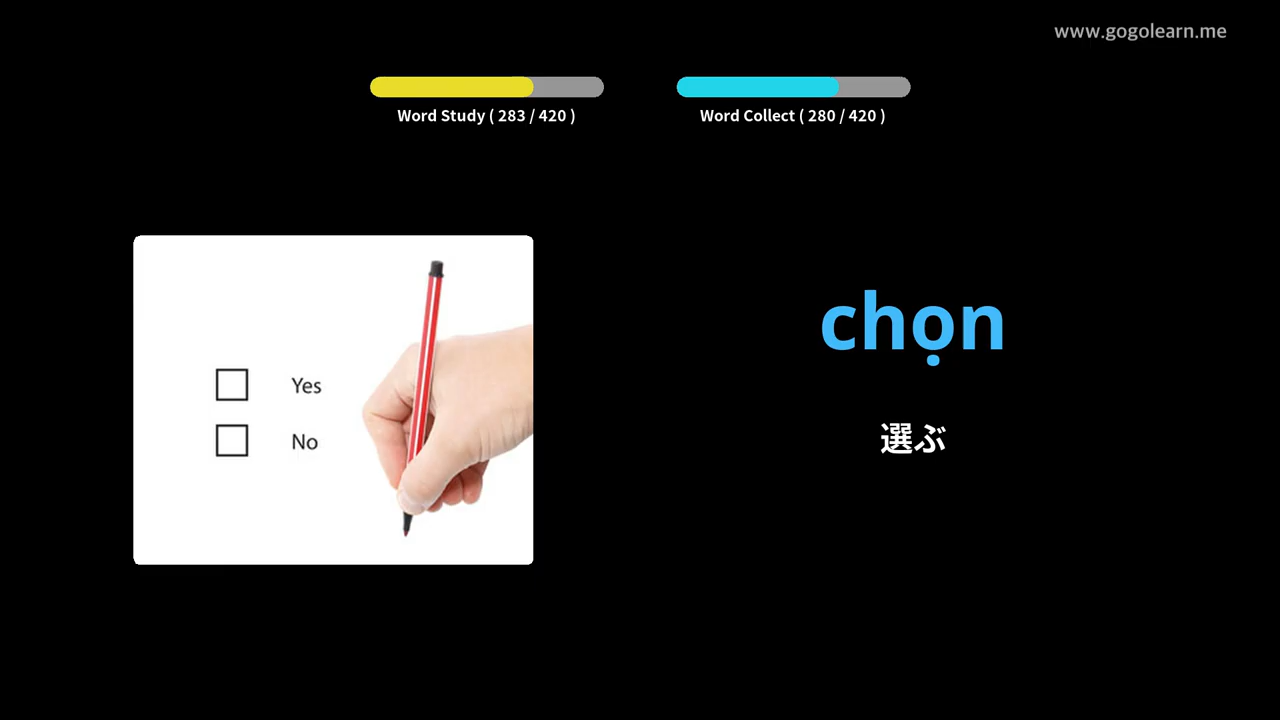 www.gogolearn.me
Word Study ( 283 / 420 )
Word Collect ( 280 / 420 )
Yes
No
chọn
選ぶ